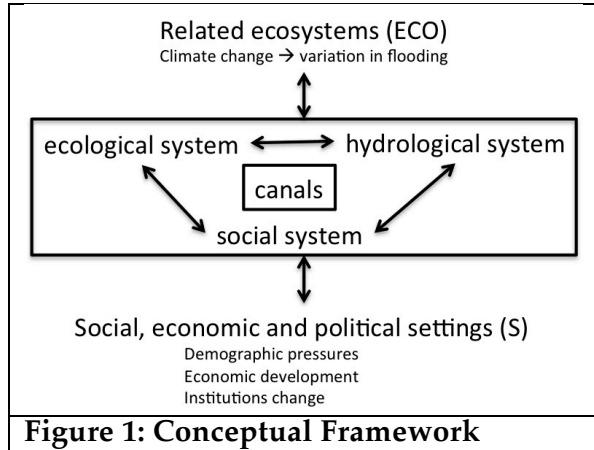 Related ecosystems (ECO)
Climate change → variation in flooding
ecological system
hydrological system
canals
social system
Social, economic and political settings (S)
Demographic pressures
Economic development
Institutions change
Figure 1: Conceptual Framework